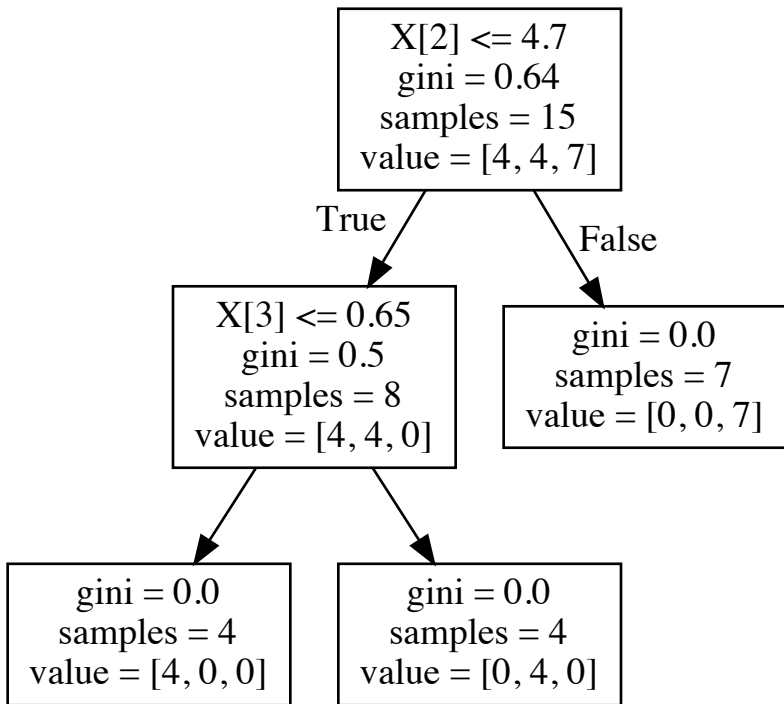 X[2] <= 4.7
gini = 0.64
samples = 15
value = [4, 4, 7]
True
False
X[3] <= 0.65
gini = 0.5
samples = 8
value = [4, 4, 0]
gini = 0.0
samples = 7
value = [0, 0, 7]
gini = 0.0
samples = 4
value = [4, 0, 0]
gini = 0.0
samples = 4
value = [0, 4, 0]